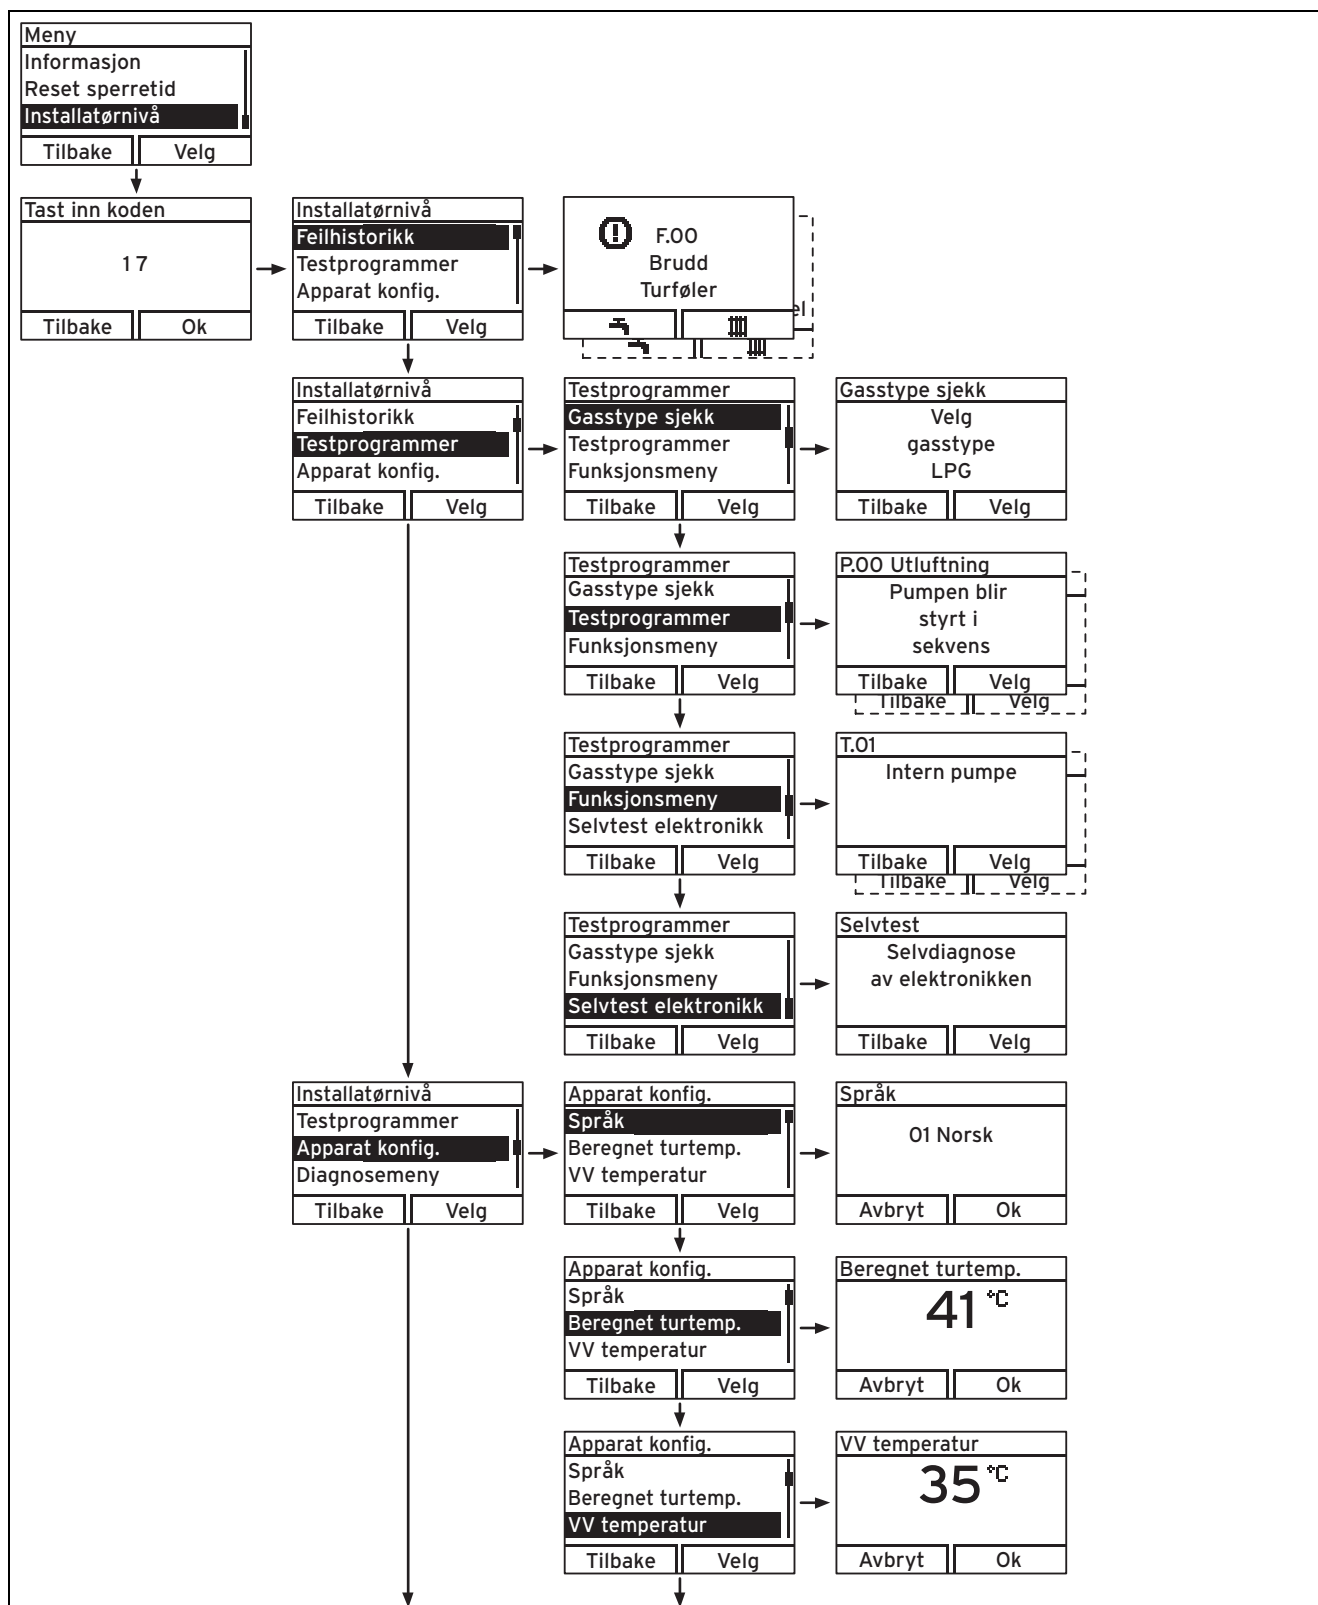 Meny
Informasjon
Reset sperretid
Installatørnivå
Tilbake Velg
Tast inn koden
17
Tilbake Ok
Installatørnivå
Feilhistorikk
Testprogrammer
Apparat konfig.
Tilbake Velg
F.00
Brudd
Turføler
el
Installatørnivå
Feilhistorikk
Testprogrammer
Apparat konfig.
Tilbake Velg
Testprogrammer
Gasstype sjekk
Testprogrammer
Funksjonsmeny
Tilbake Velg
Gasstype sjekk
Velg
gasstype
LPG
Tilbake Velg
Testprogrammer
Gasstype sjekk
Testprogrammer
Funksjonsmeny
Tilbake Velg
P.00 Utluftning
Pumpen blir
styrt i
sekvens
Tilbake Velg
Tilbake Velg
Testprogrammer
Gasstype sjekk
Funksjonsmeny
Selvtest elektronikk
Tilbake Velg
T.01
Intern pumpe
Tilbake Velg
Tilbake Velg
Testprogrammer
Gasstype sjekk
Funksjonsmeny
Selvtest elektronikk
Tilbake Velg
Selvtest
Selvdiagnose
av elektronikken
Tilbake Velg
Installatørnivå
Testprogrammer
Apparat konfig.
Diagnosemeny
Tilbake Velg
Apparat konfig.
Språk
Beregnet turtemp.
VV temperatur
Tilbake Velg
Språk
01 Norsk
Avbryt Ok
Apparat konfig.
Språk
Beregnet turtemp.
VV temperatur
Tilbake Velg
Beregnet turtemp.
41 °C
Avbryt Ok
Apparat konfig.
Språk
Beregnet turtemp.
VV temperatur
Tilbake Velg
VV temperatur
35 °C
Avbryt Ok